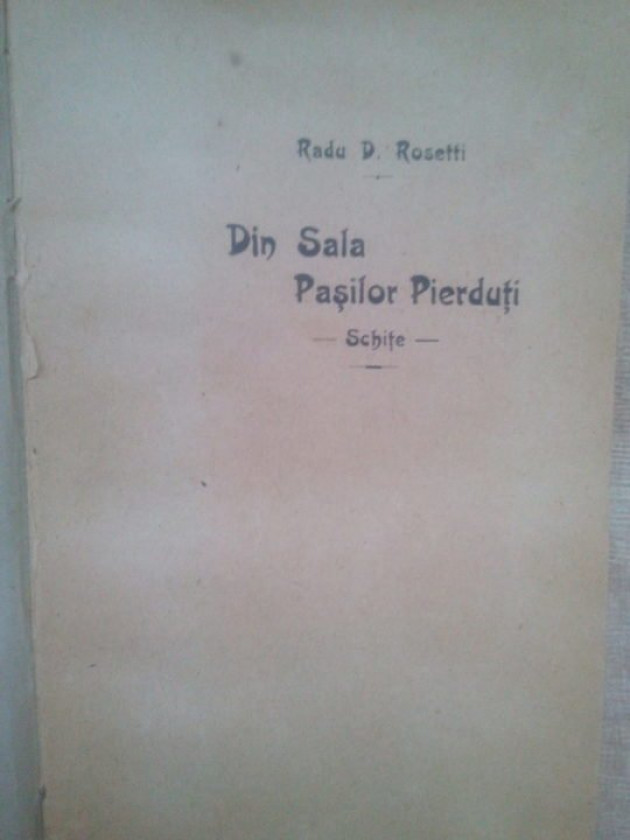 Radu D. Rosetti
Din Sala
Paşilor Pierduţi
— Schiţe —